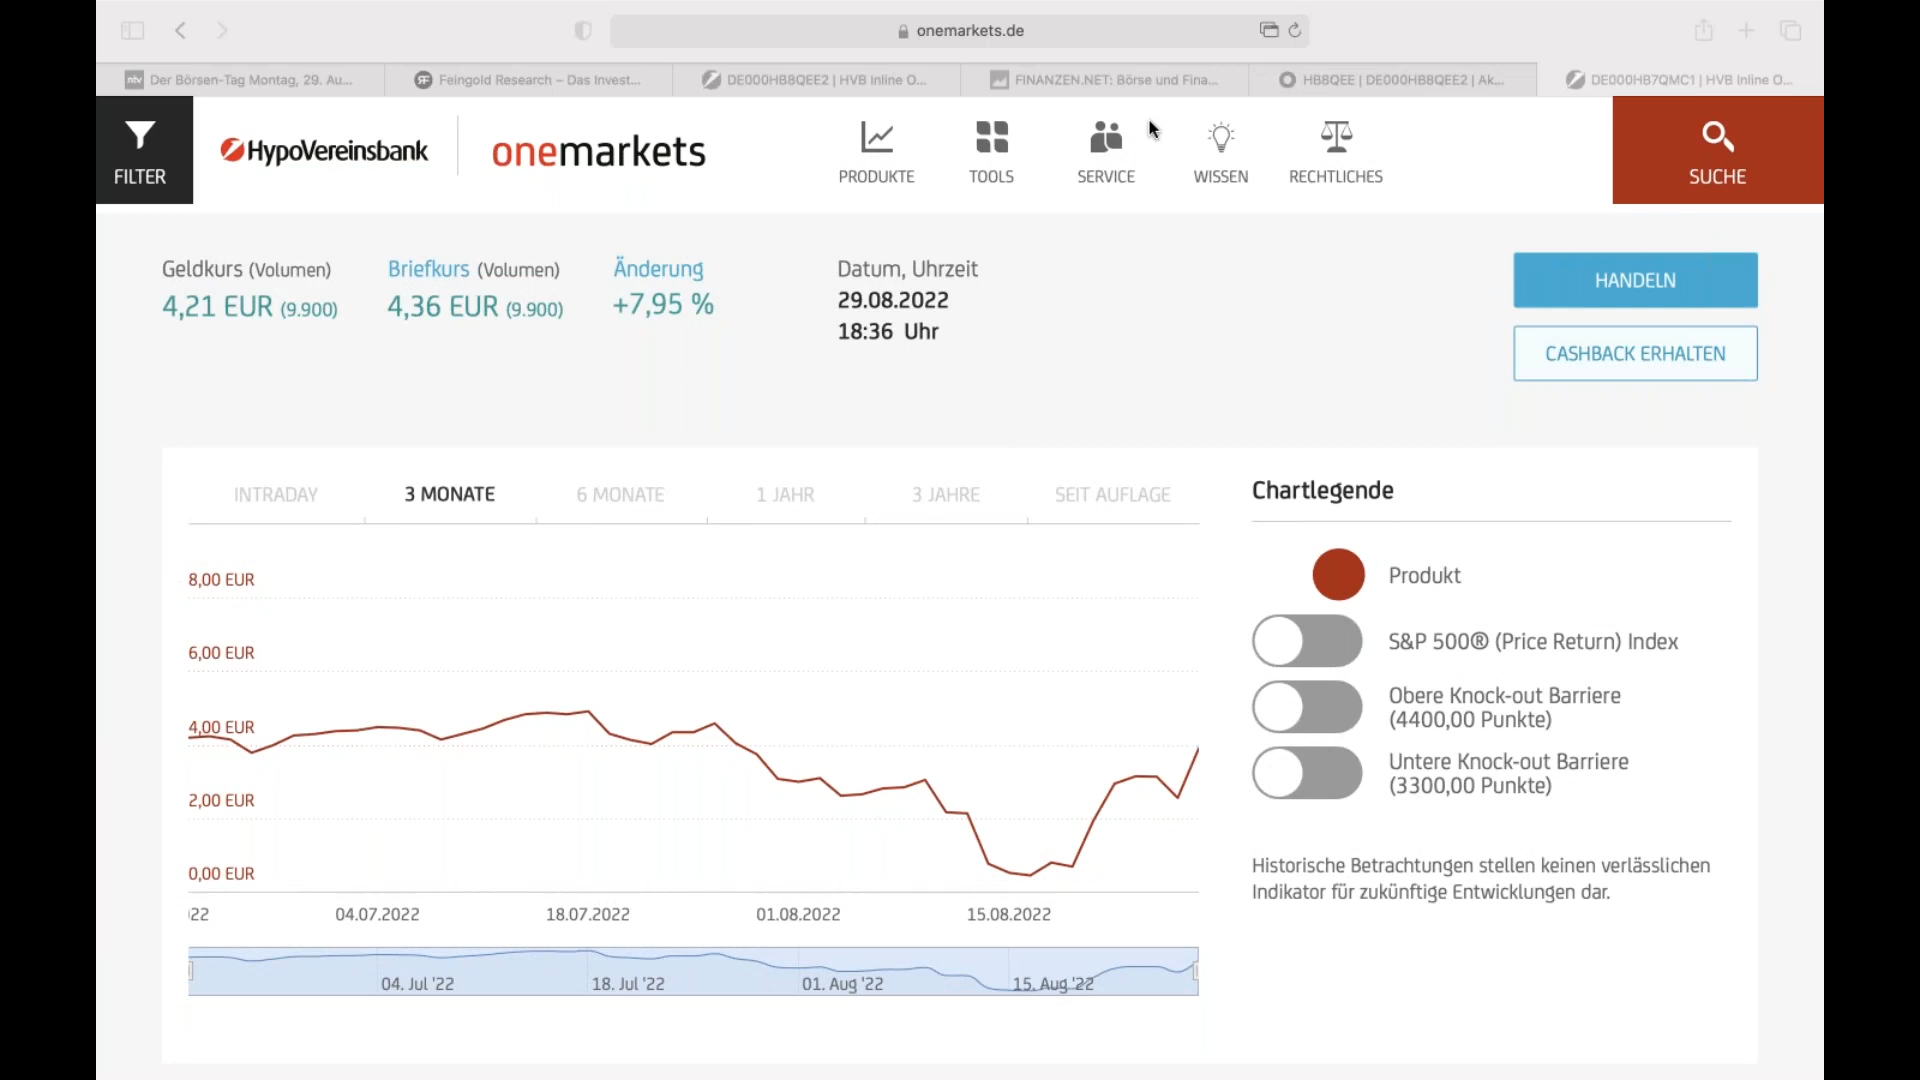 onemarkets.de
ntv Der Börsen-Tag Montag, 29. Au...
Feingold Research – Das Invest...
DE000HB8QEE2 | HVB Inline O...
FINANZEN.NET: Börse und Fina...
HB8QEE | DE000HB8QEE2 | Ak...
DE000HB7QMC1 | HVB Inline O...
FILTER
HypoVereinsbank
onemarkets
PRODUKTE
TOOLS
SERVICE
WISSEN
RECHTLICHES
SUCHE
Geldkurs (Volumen)
4,21 EUR (9.900)
Briefkurs (Volumen)
4,36 EUR (9.900)
Änderung
+7,95 %
Datum, Uhrzeit
29.08.2022
18:36 Uhr
HANDELN
CASHBACK ERHALTEN
INTRADAY
3 MONATE
6 MONATE
1 JAHR
3 JAHRE
SEIT AUFLAGE
8,00 EUR
6,00 EUR
4,00 EUR
2,00 EUR
0,00 EUR
22
04.07.2022
18.07.2022
01.08.2022
15.08.2022
04. Jul '22
18. Jul '22
01. Aug '22
15. Aug '22
Chartlegende
Produkt
S&P 500® (Price Return) Index
Obere Knock-out Barriere
(4400,00 Punkte)
Untere Knock-out Barriere
(3300,00 Punkte)
Historische Betrachtungen stellen keinen verlässlichen
Indikator für zukünftige Entwicklungen dar.